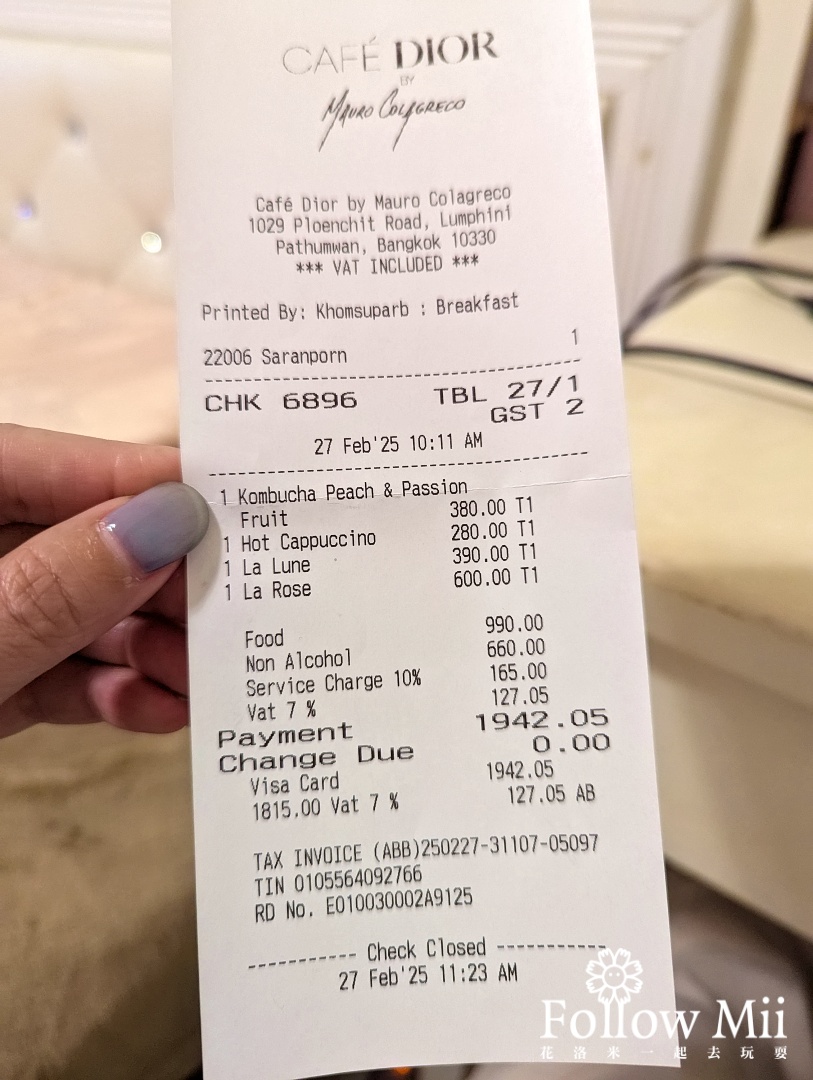 CAFÉ DIOR
BY
Mauro Colagreco
Café Dior by Mauro Colagreco
1029 Ploenchit Road, Lumphini
Pathumwan, Bangkok 10330
*** VAT INCLUDED ***
Printed By: Khomsuparb : Breakfast
1
22006 Saranporn
CHK 6896 TBL 27/1
GST 2
27 Feb'25 10:11 AM
1 Kombucha Peach & Passion
Fruit 380.00 T1
1 Hot Cappuccino 280.00 T1
1 La Lune 390.00 T1
1 La Rose 600.00 T1
Food 990.00
Non Alcohol 660.00
Service Charge 10% 165.00
Vat 7 % 127.05
Payment 1942.05
Change Due 0.00
Visa Card 1942.05
1815.00 Vat 7 % 127.05 AB
TAX INVOICE (ABB)250227-31107-05097
TIN 0105564092766
RD No. E010030002A9125
----------- Check Closed -----------
27 Feb'25 11:23 AM
Follow Mii
花洛米一起去玩耍